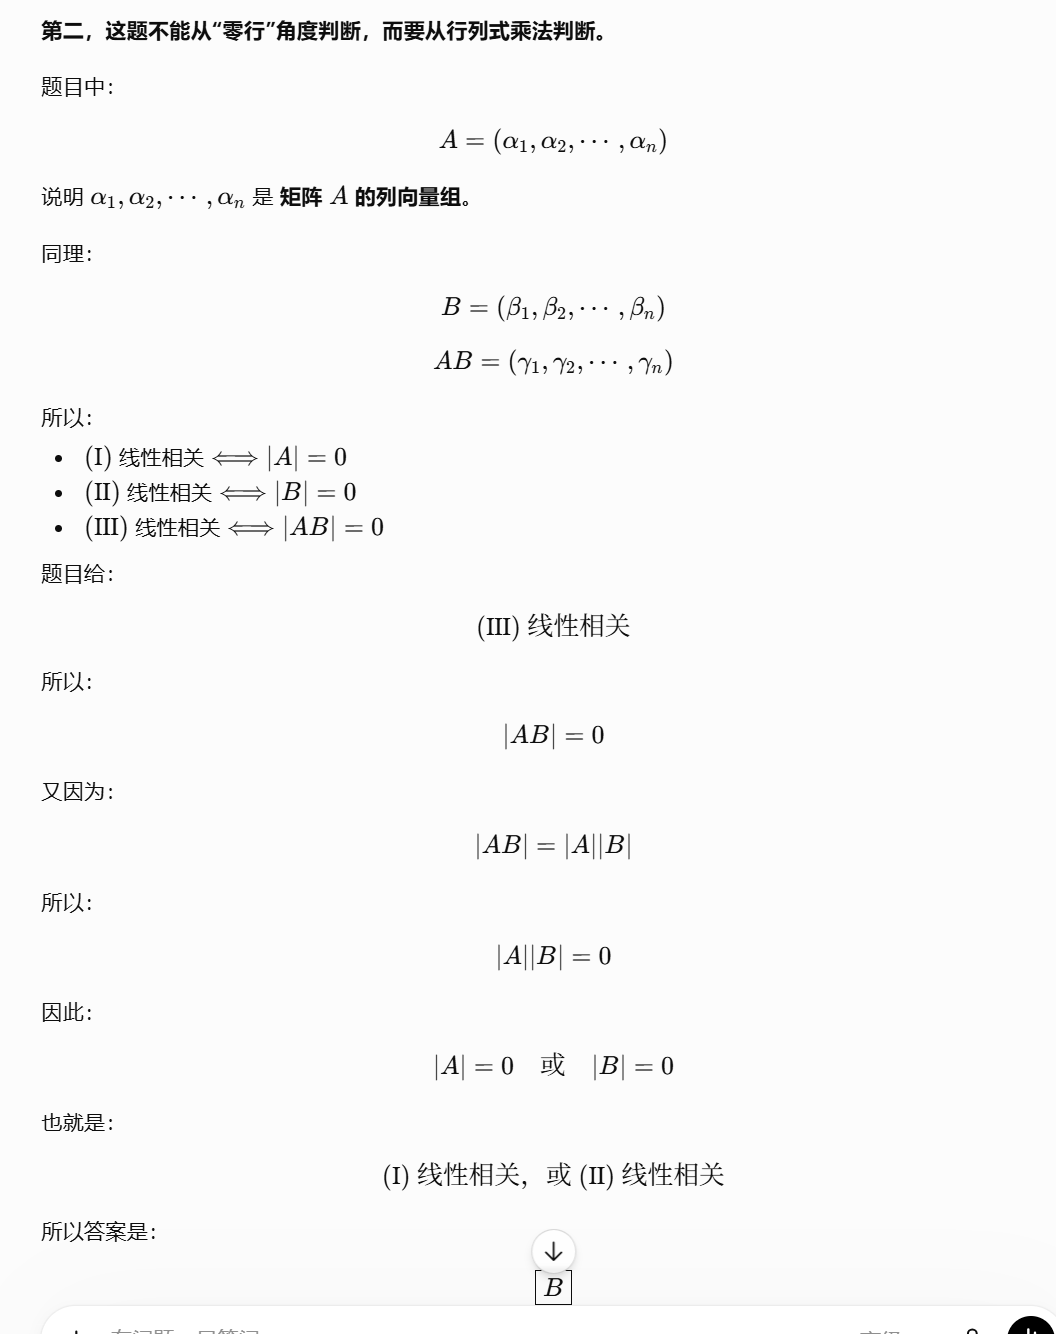 第二，这题不能从“零行”角度判断，而要从行列式乘法判断。
题目中：
A = (α₁, α₂, ⋯ , αₙ)
说明 α₁, α₂, ⋯ , αₙ 是 矩阵 A 的列向量组。
同理：
B = (β₁, β₂, ⋯ , βₙ)
AB = (γ₁, γ₂, ⋯ , γₙ)
所以：
• (I) 线性相关 ⟺ |A| = 0
• (II) 线性相关 ⟺ |B| = 0
• (III) 线性相关 ⟺ |AB| = 0
题目给：
(III) 线性相关
所以：
|AB| = 0
又因为：
|AB| = |A||B|
所以：
|A||B| = 0
因此：
|A| = 0 或 |B| = 0
也就是：
(I) 线性相关，或 (II) 线性相关
所以答案是：
B